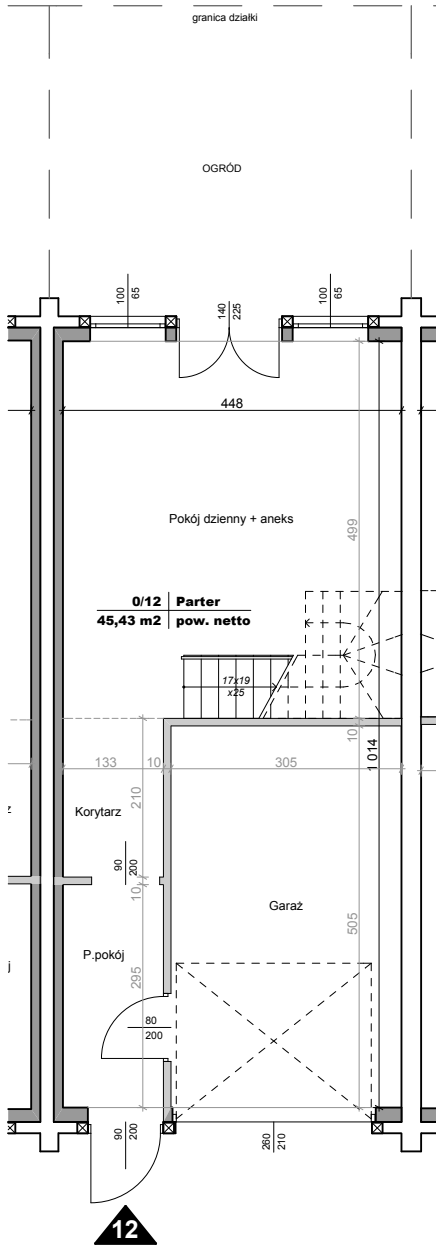 granica działki
OGRÓD
100
65
140
225
100
65
448
Pokój dzienny + aneks
499
0/12 Parter
45,43 m2 pow. netto
17x19
x25
10
1 014
133
10
305
210
z
Korytarz
90
200
10
Garaż
505
P.pokój
j
295
80
200
90
200
260
210
12